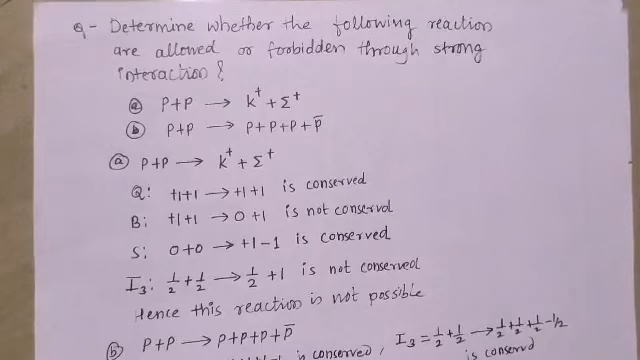 Q- Determine whether the following reaction
are allowed or forbidden through strong
interaction?
(a) P+P → K⁺ + Σ⁺
(b) P+P → P+P+P+P̄
(a) P+P → K⁺ + Σ⁺
Q: +1+1 → +1+1 is conserved
B: +1+1 → 0+1 is not conservd
S: 0+0 → +1-1 is conserved
I₃: 1/2 + 1/2 → 1/2 + 1 is not conserved
Hence this reaction is not possible
(b) P+P → P+P+P+P̄
is conserved, I₃ = 1/2 + 1/2 → 1/2 + 1/2 + 1/2 - 1/2
is conservd